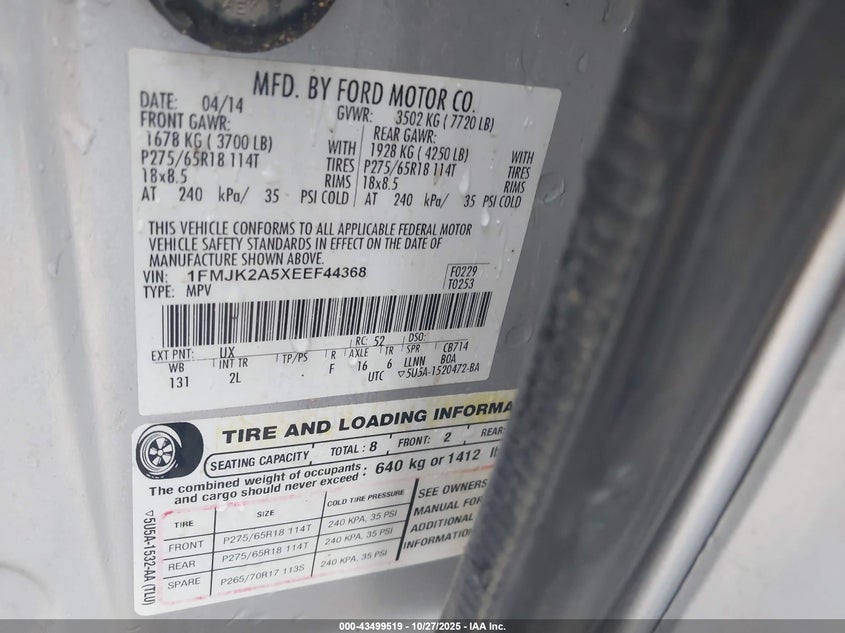 MFD. BY FORD MOTOR CO.
DATE: 04/14 GVWR: 3502 KG ( 7720 LB)
FRONT GAWR: REAR GAWR:
1678 KG ( 3700 LB) WITH 1928 KG ( 4250 LB) WITH
P275/65R18 114T TIRES P275/65R18 114T TIRES
18x8.5 RIMS 18x8.5 RIMS
AT 240 kPa/ 35 PSI COLD AT 240 kPa/ 35 PSI COLD
THIS VEHICLE CONFORMS TO ALL APPLICABLE FEDERAL MOTOR
VEHICLE SAFETY STANDARDS IN EFFECT ON THE DATE OF
MANUFACTURE SHOWN ABOVE.
VIN: 1FMJK2A5XEEF44368 F0229
TYPE: MPV T0253
EXT PNT: UX RC: 52 DSO:
WB INT TR TP/PS R AXLE TR SPR CB714
131 2L F 16 6 LLNN BOA
UTC ▽5U5A-1520472-BA
TIRE AND LOADING INFORMA
SEATING CAPACITY TOTAL: 8 FRONT: 2 REAR:
The combined weight of occupants
and cargo should never exceed: 640 kg or 1412
TIRE SIZE COLD TIRE PRESSURE
FRONT P275/65R18 114T 240 KPA, 35 PSI
REAR P275/65R18 114T 240 KPA, 35 PSI
SPARE P265/70R17 113S 240 KPA, 35 PSI
SEE OWNERS
MANUAL FOR
ADDITIONAL
INFORMATION
▽5U5A-1532-AA (TLU)
000-43499519 - 10/27/2025 - IAA Inc.